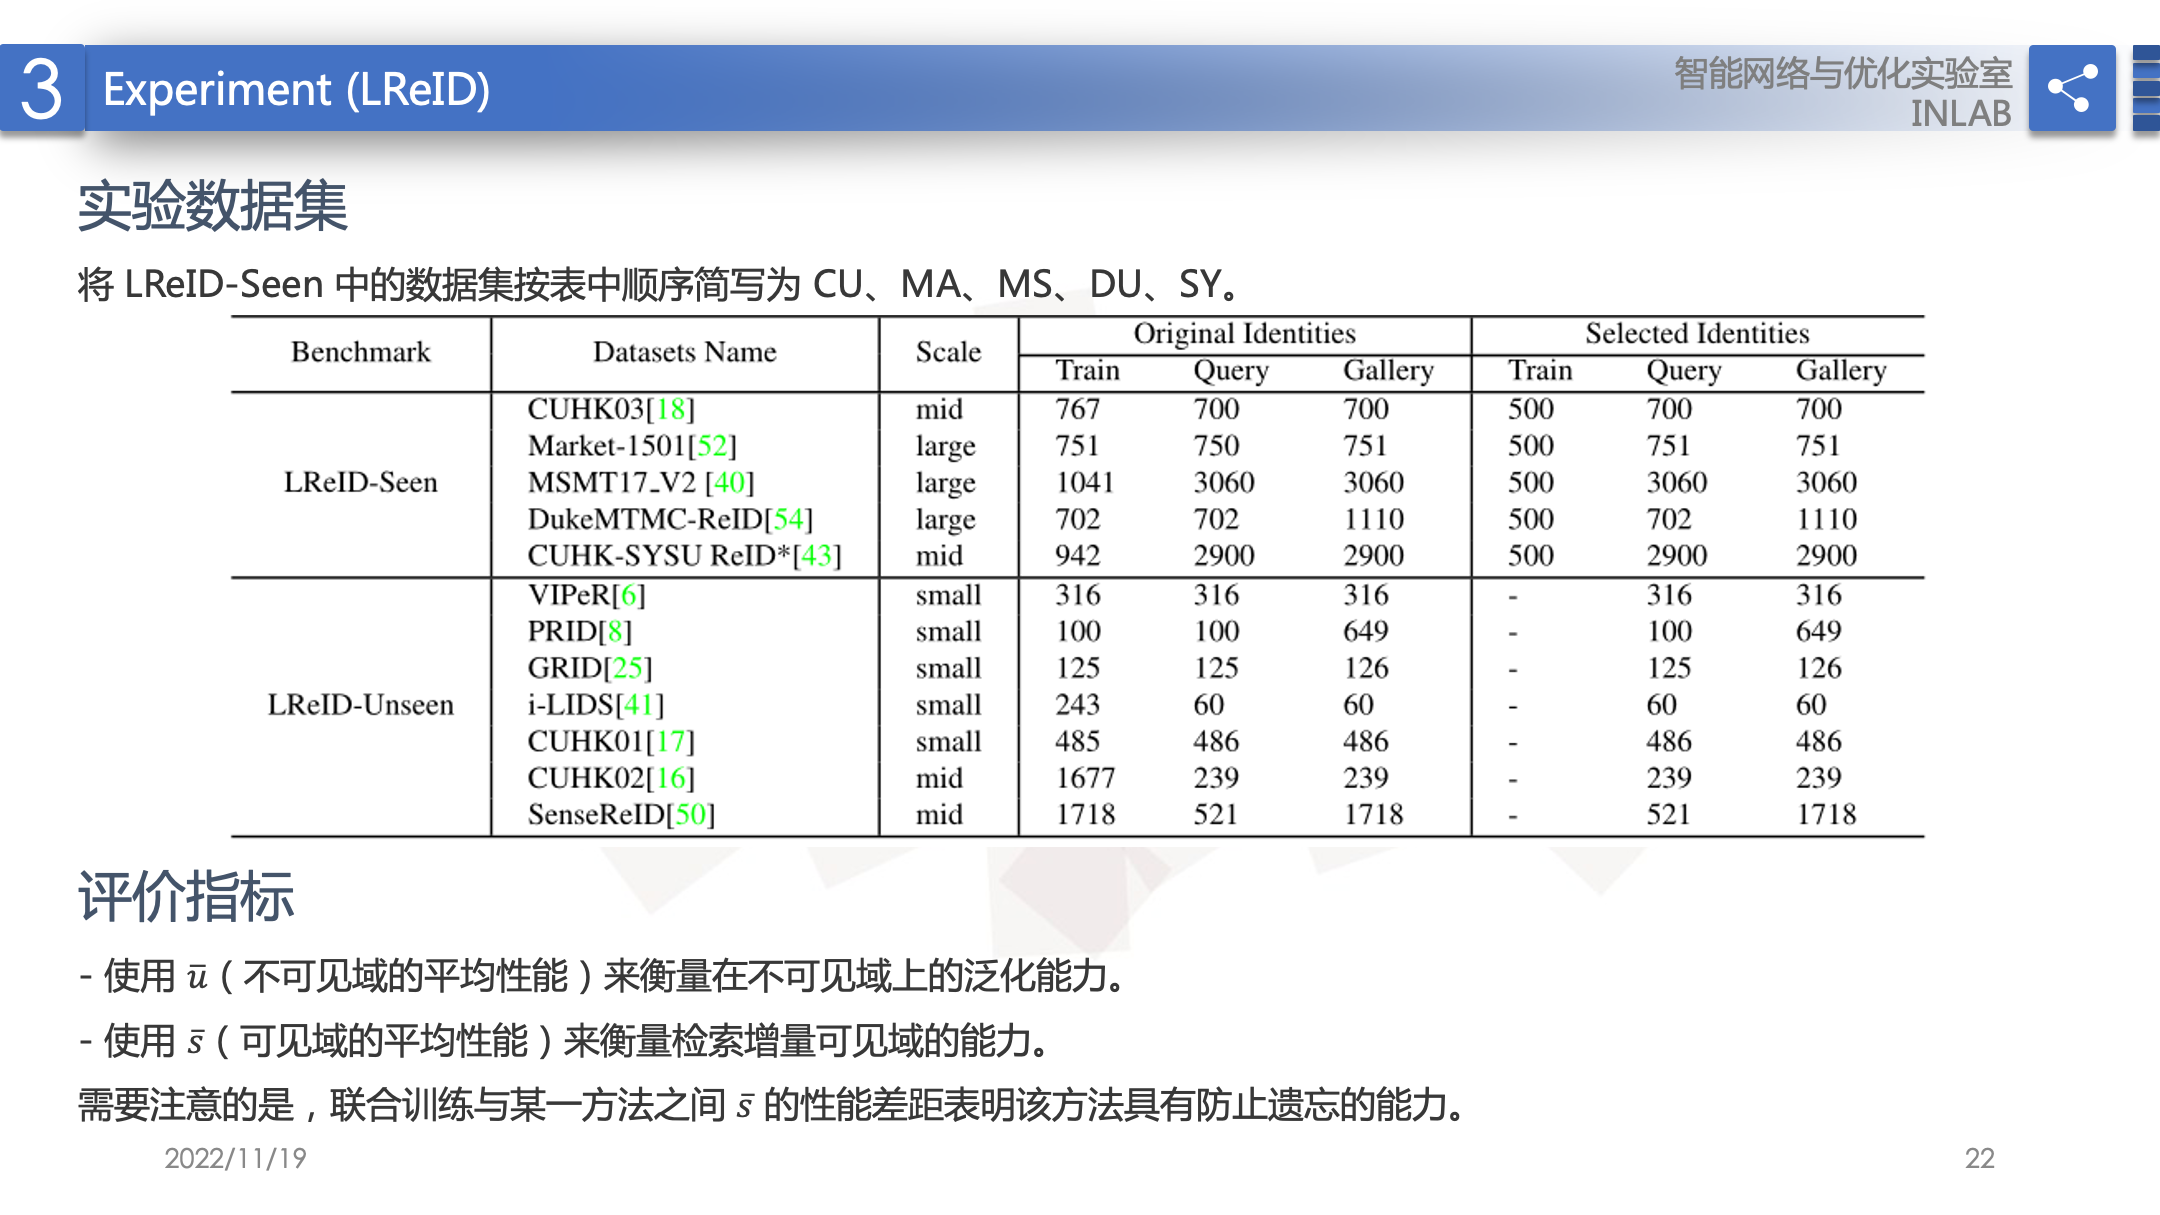 3 Experiment (LReID)
智能网络与优化实验室
INLAB
实验数据集
将 LReID-Seen 中的数据集按表中顺序简写为 CU、MA、MS、DU、SY。
Benchmark Datasets Name Scale Original Identities Selected Identities
Train Query Gallery Train Query Gallery
CUHK03[18] mid 767 700 700 500 700 700
Market-1501[52] large 751 750 751 500 751 751
LReID-Seen MSMT17_V2 [40] large 1041 3060 3060 500 3060 3060
DukeMTMC-ReID[54] large 702 702 1110 500 702 1110
CUHK-SYSU ReID*[43] mid 942 2900 2900 500 2900 2900
VIPeR[6] small 316 316 316 - 316 316
PRID[8] small 100 100 649 - 100 649
GRID[25] small 125 125 126 - 125 126
LReID-Unseen i-LIDS[41] small 243 60 60 - 60 60
CUHK01[17] small 485 486 486 - 486 486
CUHK02[16] mid 1677 239 239 - 239 239
SenseReID[50] mid 1718 521 1718 - 521 1718
评价指标
- 使用 ū（不可见域的平均性能）来衡量在不可见域上的泛化能力。
- 使用 s̄（可见域的平均性能）来衡量检索增量可见域的能力。
需要注意的是，联合训练与某一方法之间 s̄ 的性能差距表明该方法具有防止遗忘的能力。
2022/11/19
22